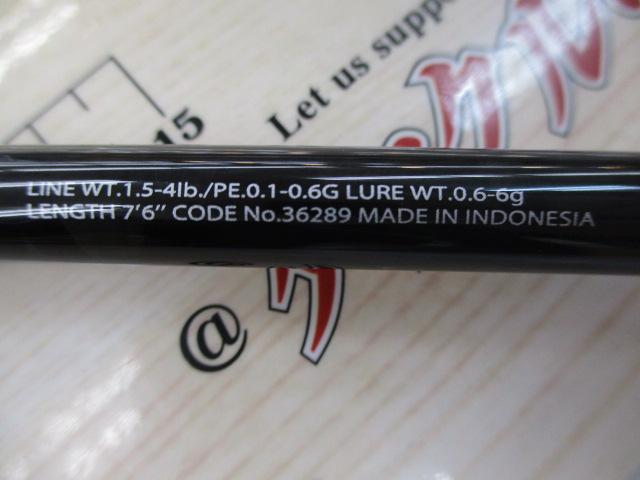 Let us suppo
15
LINE WT.1.5-4lb./PE.0.1-0.6G LURE WT.0.6-6g
LENGTH 7'6" CODE No.36289 MADE IN INDONESIA
@